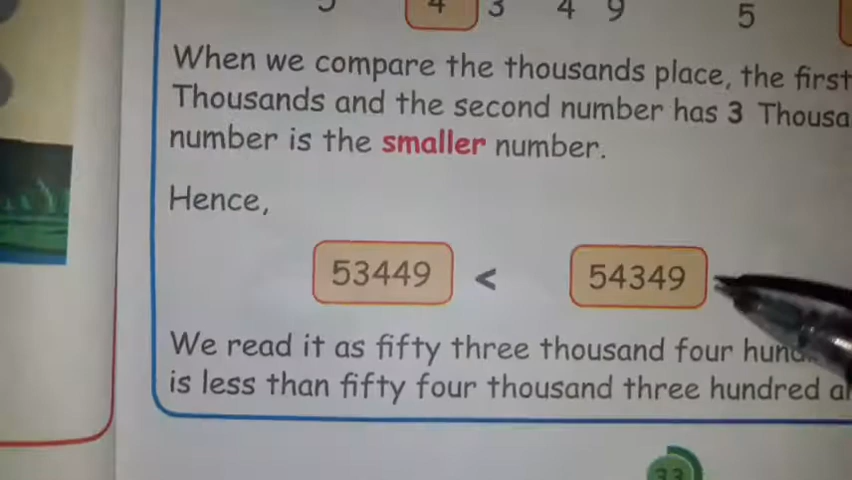 4 3 4 9 5
When we compare the thousands place, the first
Thousands and the second number has 3 Thousa
number is the smaller number.
Hence,
53449 < 54349
We read it as fifty three thousand four hund
is less than fifty four thousand three hundred a
33